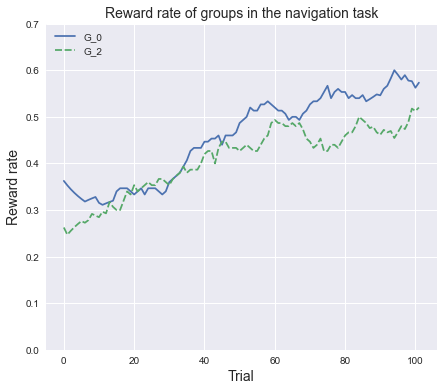 Reward rate of groups in the navigation task
G_0
G_2
Reward rate
0.7
0.6
0.5
0.4
0.3
0.2
0.1
0.0
0 20 40 60 80 100
Trial